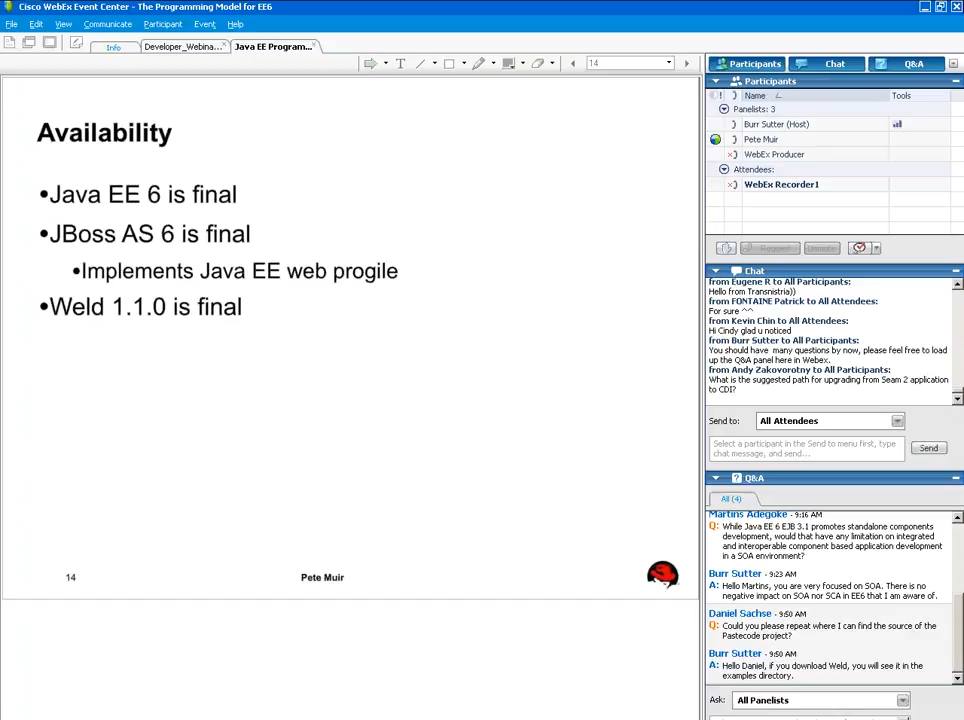 Cisco WebEx Event Center - The Programming Model for EE6
File Edit View Communicate Participant Event Help
Info Developer_Webina... Java EE Program...
T 14
Participants Chat Q&A
Availability
•Java EE 6 is final
•JBoss AS 6 is final
•Implements Java EE web progile
•Weld 1.1.0 is final
14 Pete Muir
Participants
Name Tools
Panelists: 3
Burr Sutter (Host)
Pete Muir
WebEx Producer
Attendees:
WebEx Recorder1
Request Unmute
Chat
from Eugene R to All Participants:
Hello from Transnistria))
from FONTAINE Patrick to All Attendees:
For sure ^^
from Kevin Chin to All Attendees:
Hi Cindy glad u noticed
from Burr Sutter to All Participants:
You should have many questions by now, please feel free to load
up the Q&A panel here in Webex.
from Andy Zakovorotny to All Participants:
What is the suggested path for upgrading from Seam 2 application
to CDI?
Send to: All Attendees
Select a participant in the Send to menu first, type
chat message, and send...
Send
Q&A
All (4)
Martins Adegoke - 9:16 AM
Q: While Java EE 6 EJB 3.1 promotes standalone components
development, would that have any limitation on integrated
and interoperable component based application development
in a SOA environment?
Burr Sutter - 9:23 AM
A: Hello Martins, you are very focused on SOA. There is no
negative impact on SOA nor SCA in EE6 that I am aware of.
Daniel Sachse - 9:50 AM
Q: Could you please repeat where I can find the source of the
Pastecode project?
Burr Sutter - 9:50 AM
A: Hello Daniel, if you download Weld, you will see it in the
examples directory.
Ask: All Panelists